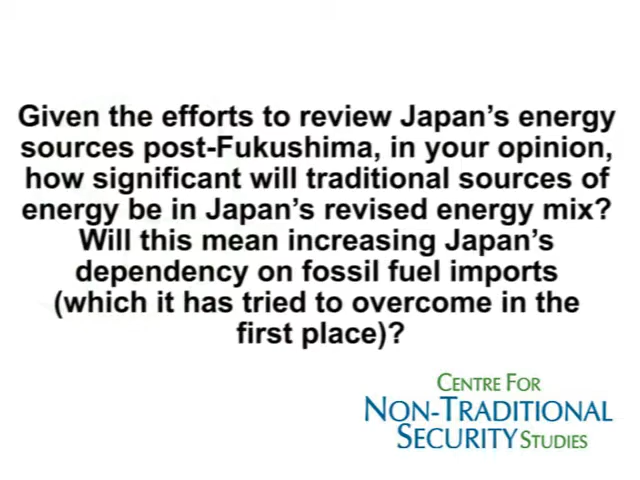 Given the efforts to review Japan's energy
sources post-Fukushima, in your opinion,
how significant will traditional sources of
energy be in Japan's revised energy mix?
Will this mean increasing Japan's
dependency on fossil fuel imports
(which it has tried to overcome in the
first place)?
CENTRE FOR
NON-TRADITIONAL
SECURITY STUDIES